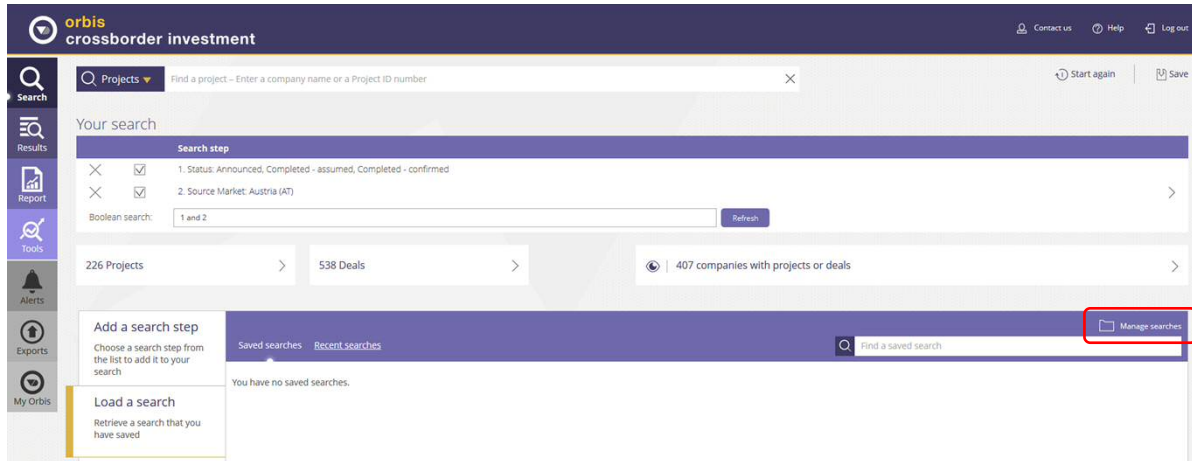 orbis
crossborder investment
Contact us
Help
Log out
Search
Projects
Find a project – Enter a company name or a Project ID number
Start again
Save
Results
Report
Tools
Alerts
Exports
My Orbis
Your search
Search step
1. Status: Announced, Completed - assumed, Completed - confirmed
2. Source Market: Austria (AT)
Boolean search:
1 and 2
Refresh
226 Projects
538 Deals
407 companies with projects or deals
Add a search step
Choose a search step from
the list to add it to your
search
Load a search
Retrieve a search that you
have saved
Saved searches
Recent searches
Manage searches
Find a saved search
You have no saved searches.